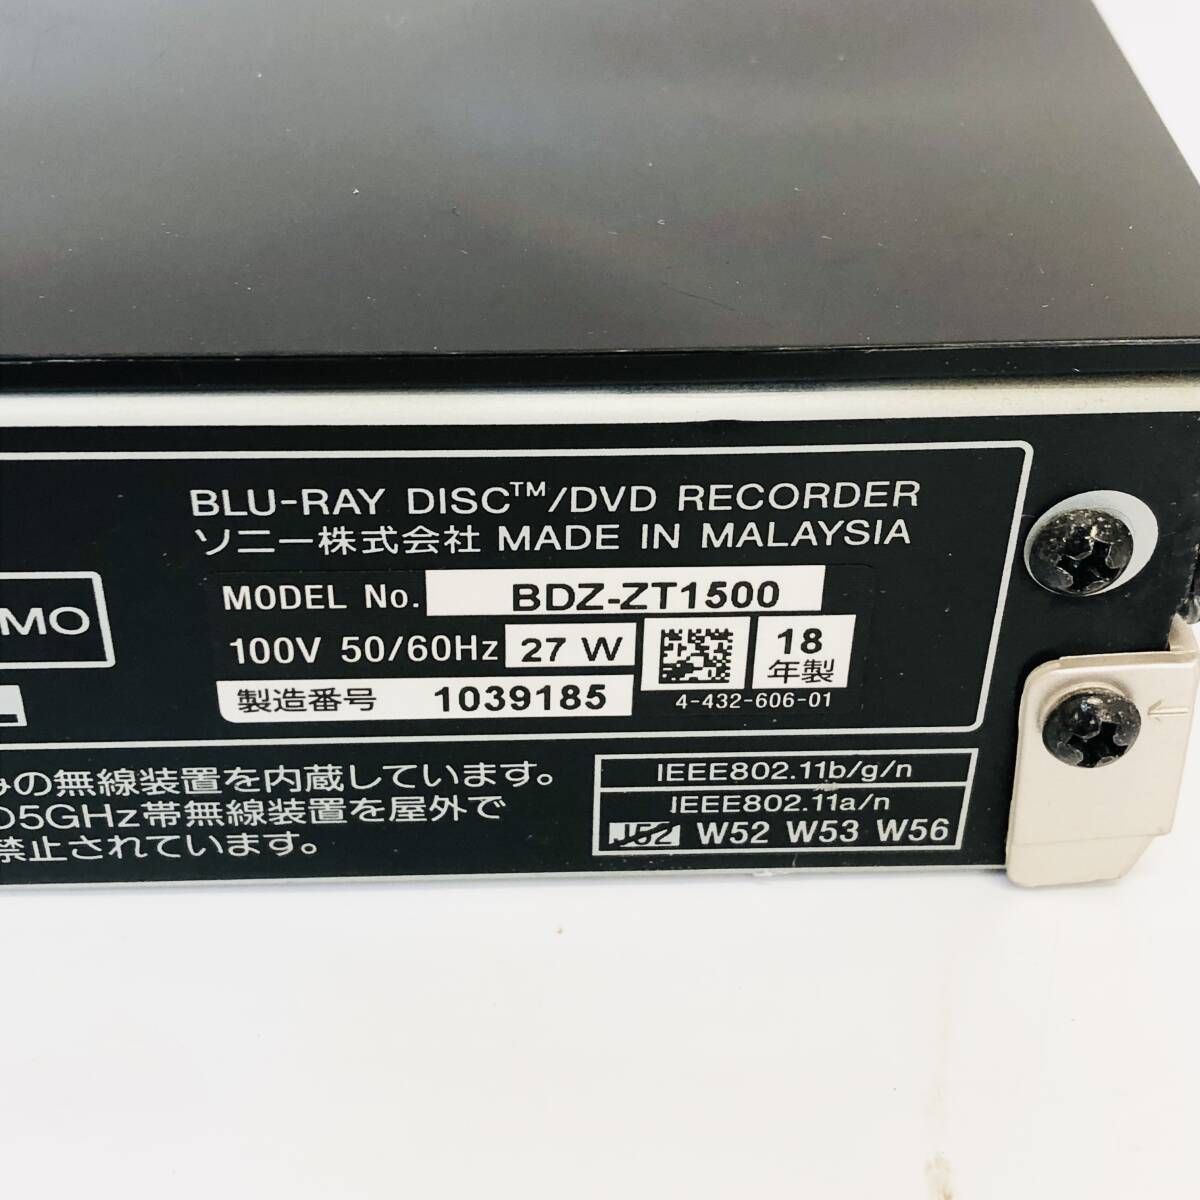 BLU-RAY DISC™/DVD RECORDER
ソニー株式会社 MADE IN MALAYSIA
MODEL No. BDZ-ZT1500
MO
100V 50/60Hz 27 W 18年製
製造番号 1039185 4-432-606-01
の無線装置を内蔵しています。
5GHz帯無線装置を屋外で
禁止されています。
IEEE802.11b/g/n
IEEE802.11a/n
J52 W52 W53 W56